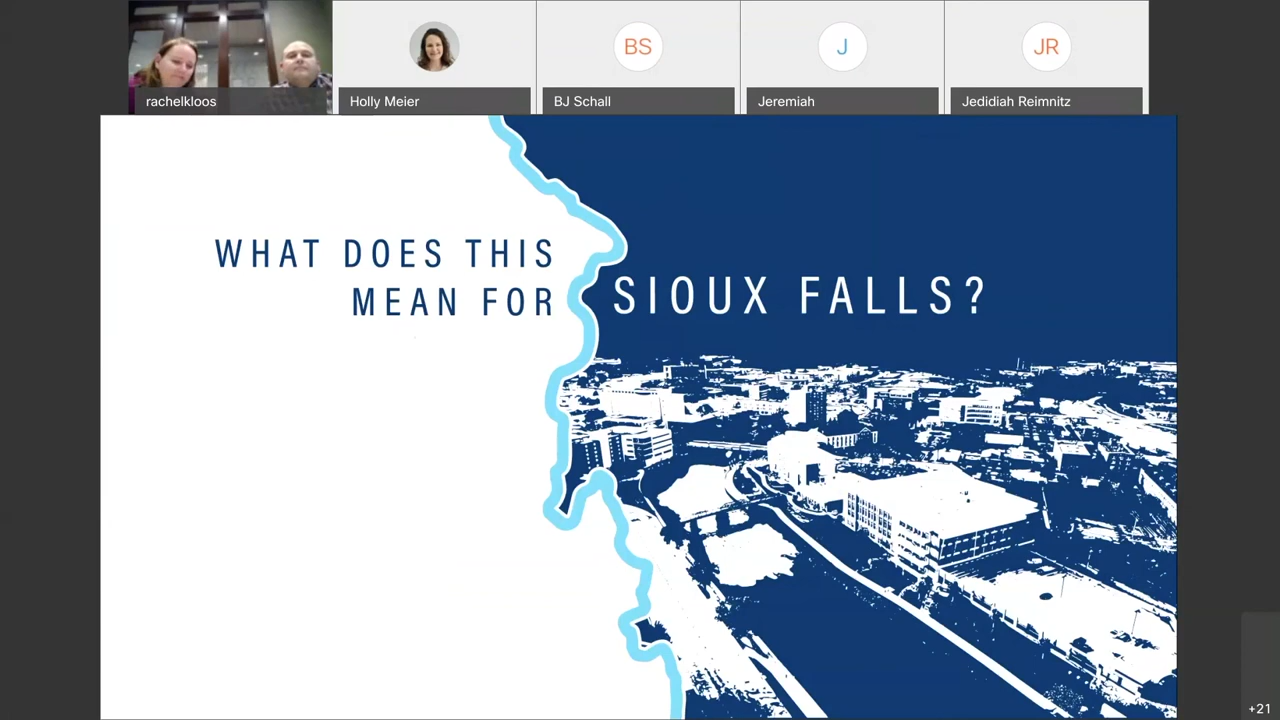 rachelkloos
Holly Meier
BS
BJ Schall
J
Jeremiah
JR
Jedidiah Reimnitz
WHAT DOES THIS
MEAN FOR
SIOUX FALLS?
+21